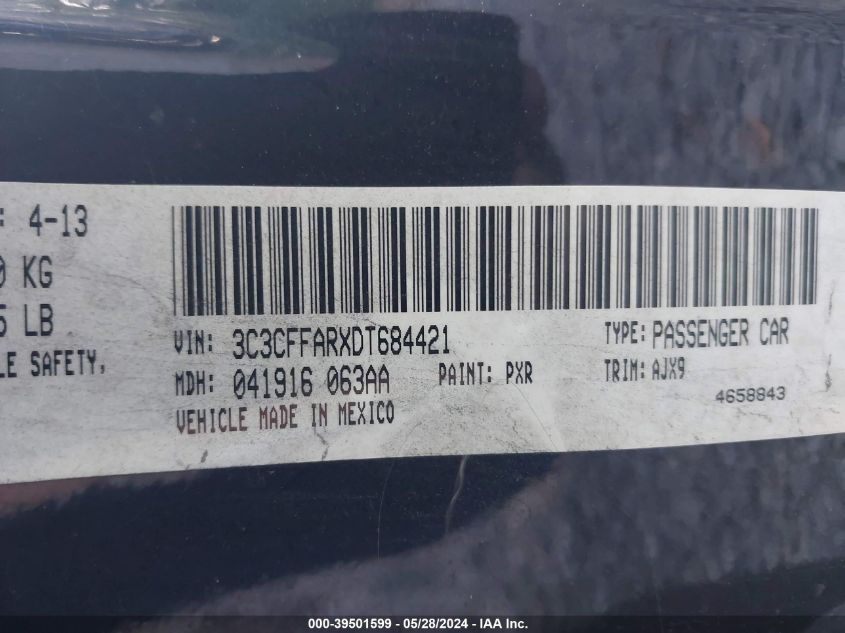 : 4-13
0 KG
5 LB
LE SAFETY,
VIN: 3C3CFFARXDT684421
TYPE: PASSENGER CAR
MDH: 041916 063AA
PAINT: PXR
TRIM: AJX9
4658843
VEHICLE MADE IN MEXICO
000-39501599 - 05/28/2024 - IAA Inc.